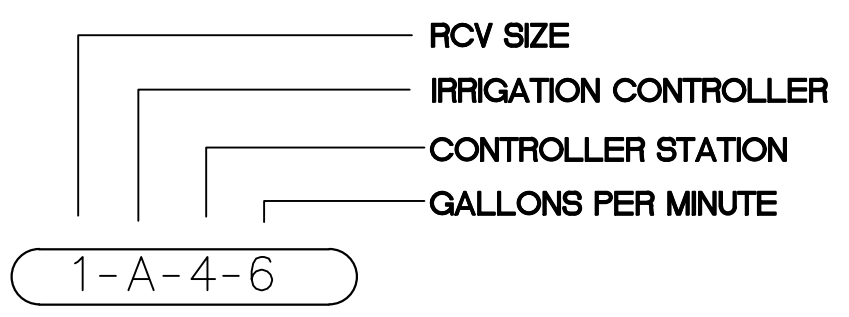 RCV SIZE
IRRIGATION CONTROLLER
CONTROLLER STATION
GALLONS PER MINUTE
1-A-4-6